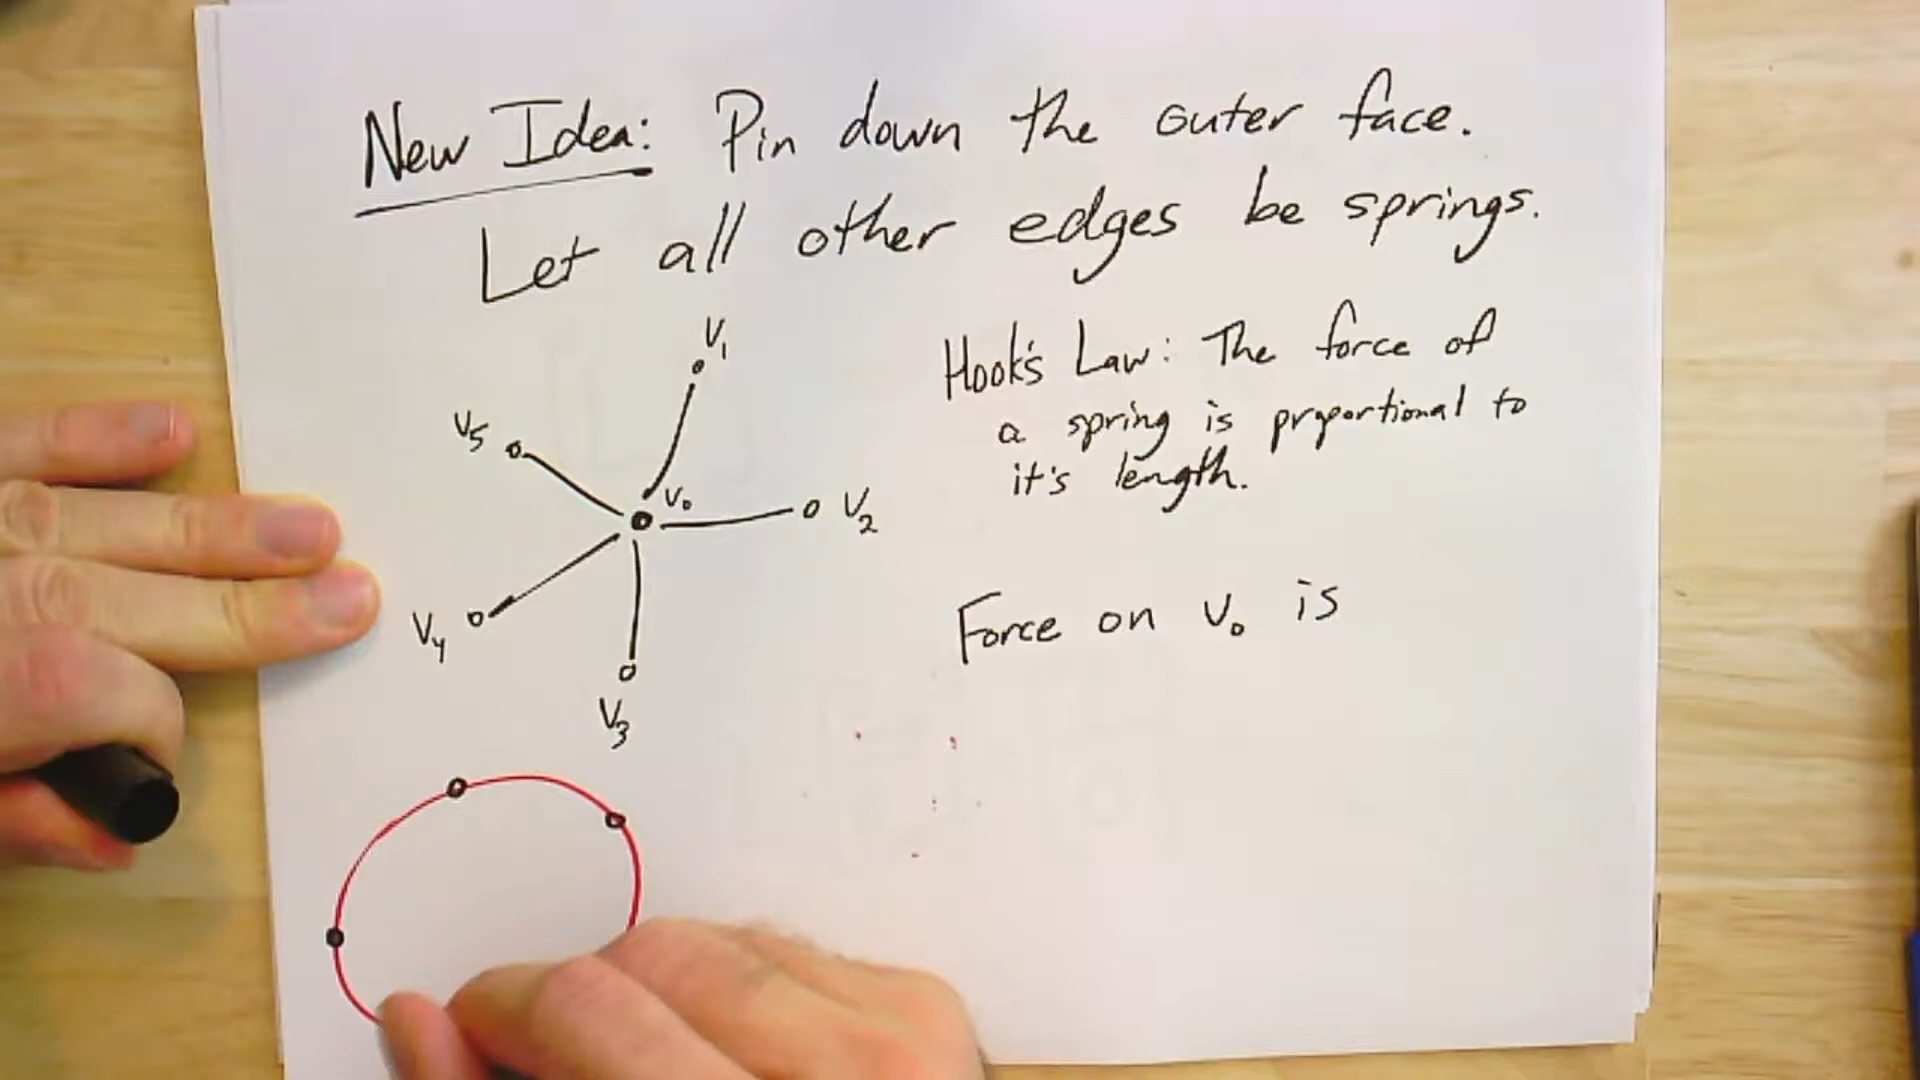 New Idea: Pin down the outer face.
Let all other edges be springs.
V₁
V₅
V₀
V₂
V₄
V₃
Hook's Law: The force of
a spring is proportional to
it's length.
Force on V₀ is